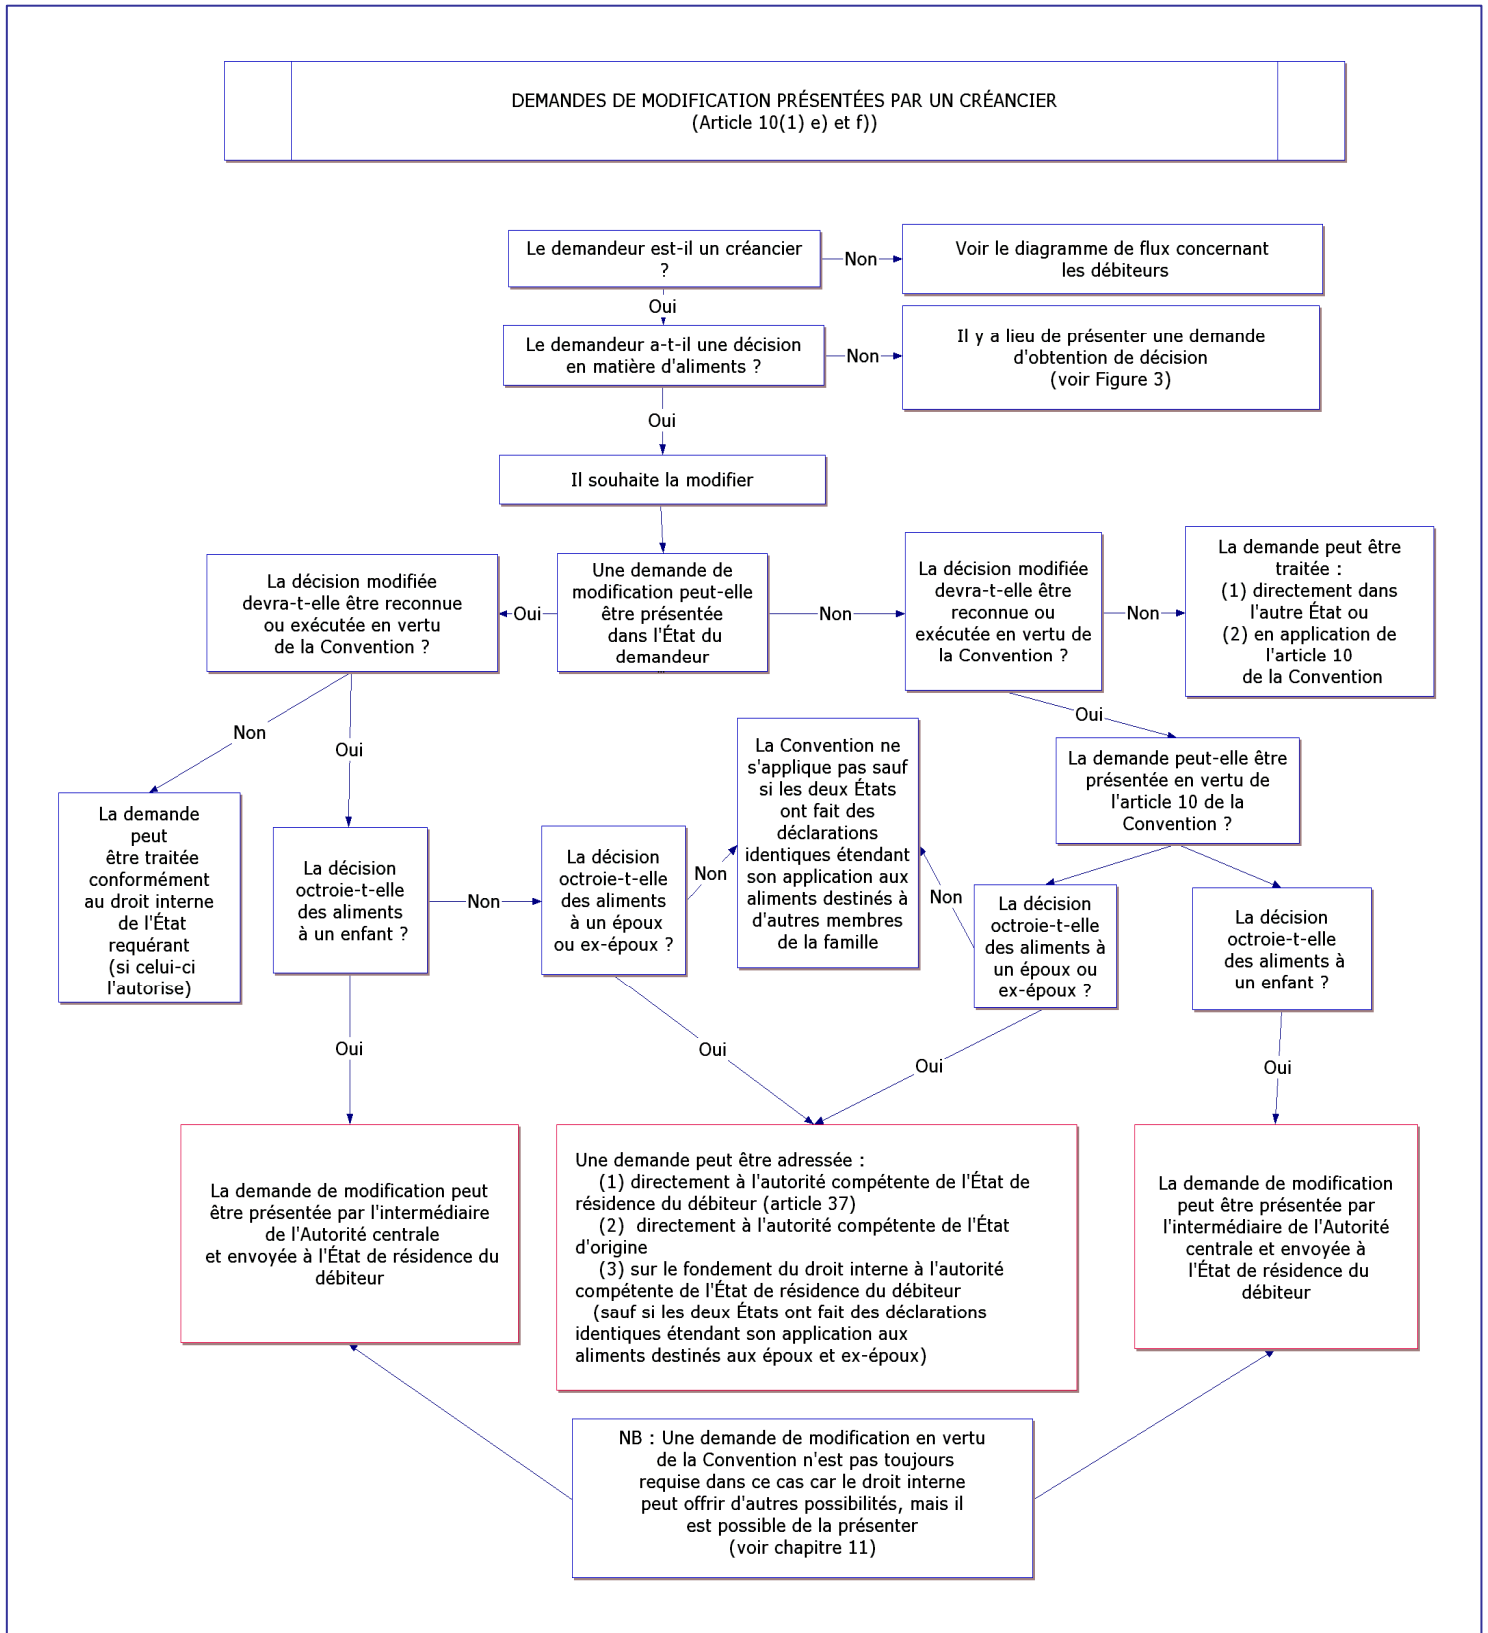 DEMANDES DE MODIFICATION PRÉSENTÉES PAR UN CRÉANCIER
(Article 10(1) e) et f))
Le demandeur est-il un créancier
?
Non
Voir le diagramme de flux concernant
les débiteurs
Oui
Le demandeur a-t-il une décision
en matière d'aliments ?
Non
Il y a lieu de présenter une demande
d'obtention de décision
(voir Figure 3)
Oui
Il souhaite la modifier
Une demande de
modification peut-elle
être présentée
dans l'État du
demandeur
Oui
La décision modifiée
devra-t-elle être reconnue
ou exécutée en vertu
de la Convention ?
Non
La décision modifiée
devra-t-elle être
reconnue ou
exécutée en vertu de
la Convention ?
Non
La demande peut être
traitée :
(1) directement dans
l'autre État ou
(2) en application de
l'article 10
de la Convention
Non
La demande
peut
être traitée
conformément
au droit interne
de l'État
requérant
(si celui-ci
l'autorise)
Oui
La décision
octroie-t-elle
des aliments
à un enfant ?
Non
La décision
octroie-t-elle
des aliments
à un époux
ou ex-époux ?
Non
La Convention ne
s'applique pas sauf
si les deux États
ont fait des
déclarations
identiques étendant
son application aux
aliments destinés à
d'autres membres
de la famille
Oui
La demande peut-elle être
présentée en vertu de
l'article 10 de la
Convention ?
Non
La décision
octroie-t-elle
des aliments à
un époux ou
ex-époux ?
La décision
octroie-t-elle
des aliments à
un enfant ?
Oui
Oui
Oui
Oui
La demande de modification peut
être présentée par l'intermédiaire
de l'Autorité centrale
et envoyée à l'État de résidence du
débiteur
Une demande peut être adressée :
(1) directement à l'autorité compétente de l'État de
résidence du débiteur (article 37)
(2) directement à l'autorité compétente de l'État
d'origine
(3) sur le fondement du droit interne à l'autorité
compétente de l'État de résidence du débiteur
(sauf si les deux États ont fait des déclarations
identiques étendant son application aux
aliments destinés aux époux et ex-époux)
La demande de modification
peut être présentée par
l'intermédiaire de l'Autorité
centrale et envoyée à
l'État de résidence du
débiteur
NB : Une demande de modification en vertu
de la Convention n'est pas toujours
requise dans ce cas car le droit interne
peut offrir d'autres possibilités, mais il
est possible de la présenter
(voir chapitre 11)